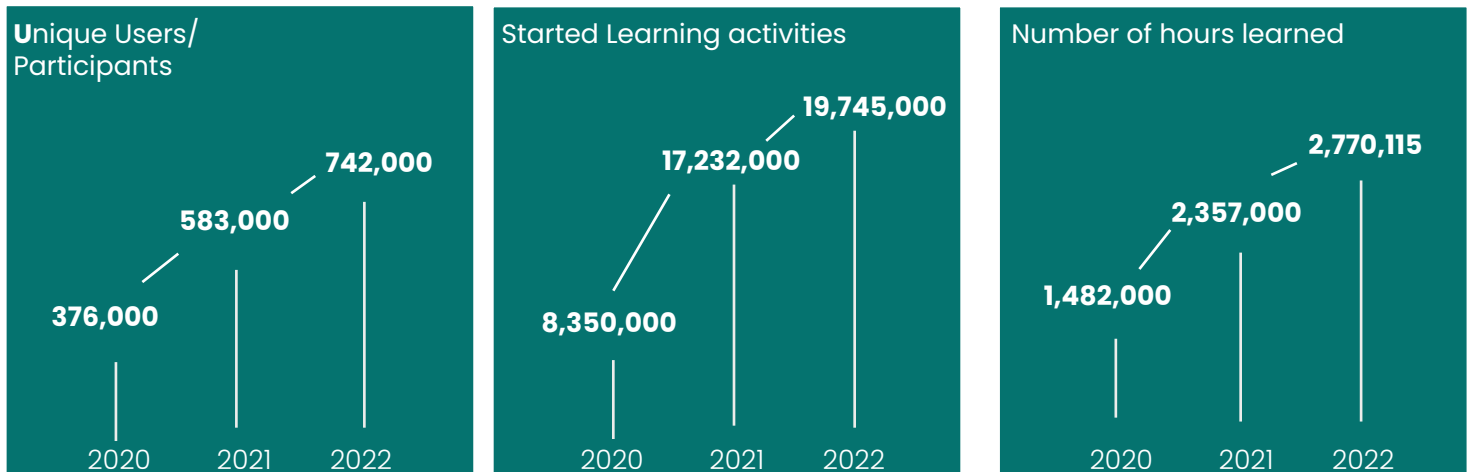 Unique Users/
Participants
742,000
583,000
376,000
2020 2021 2022
Started Learning activities
19,745,000
17,232,000
8,350,000
2020 2021 2022
Number of hours learned
2,770,115
2,357,000
1,482,000
2020 2021 2022